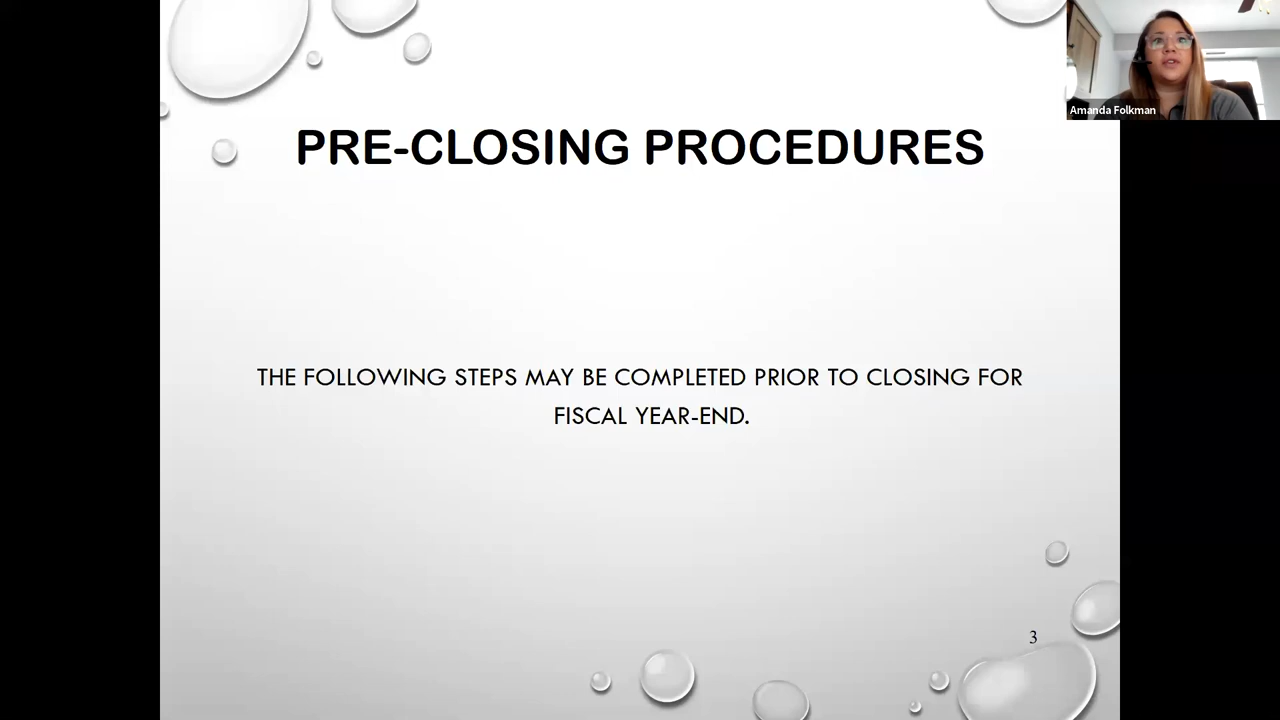 Amanda Folkman
PRE-CLOSING PROCEDURES
THE FOLLOWING STEPS MAY BE COMPLETED PRIOR TO CLOSING FOR
FISCAL YEAR-END.
3